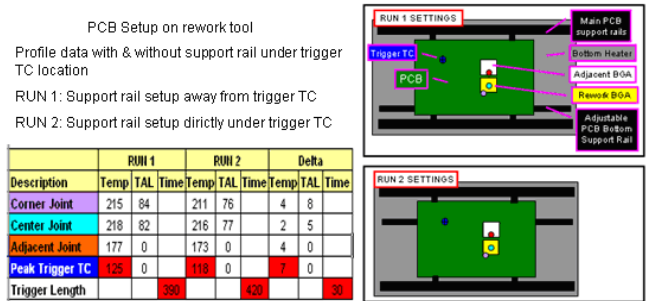 PCB Setup on rework tool
Profile data with & without support rail under trigger
TC location
RUN 1: Support rail setup away from trigger TC
RUN 2: Support rail setup dirictly under trigger TC
RUN 1 RUN 2 Delta
Description Temp TAL Time Temp TAL Time Temp TAL Time
Corner Joint 215 84 211 76 4 8
Center Joint 218 82 216 77 2 5
Adjacent Joint 177 0 173 0 4 0
Peak Trigger TC 125 0 118 0 7 0
Trigger Length 390 420 30
RUN 1 SETTINGS
Main PCB
support rails
Trigger TC
Bottom Heater
PCB
Adjacent BGA
Rework BGA
Adjustable
PCB Bottom
Support Rail
RUN 2 SETTINGS